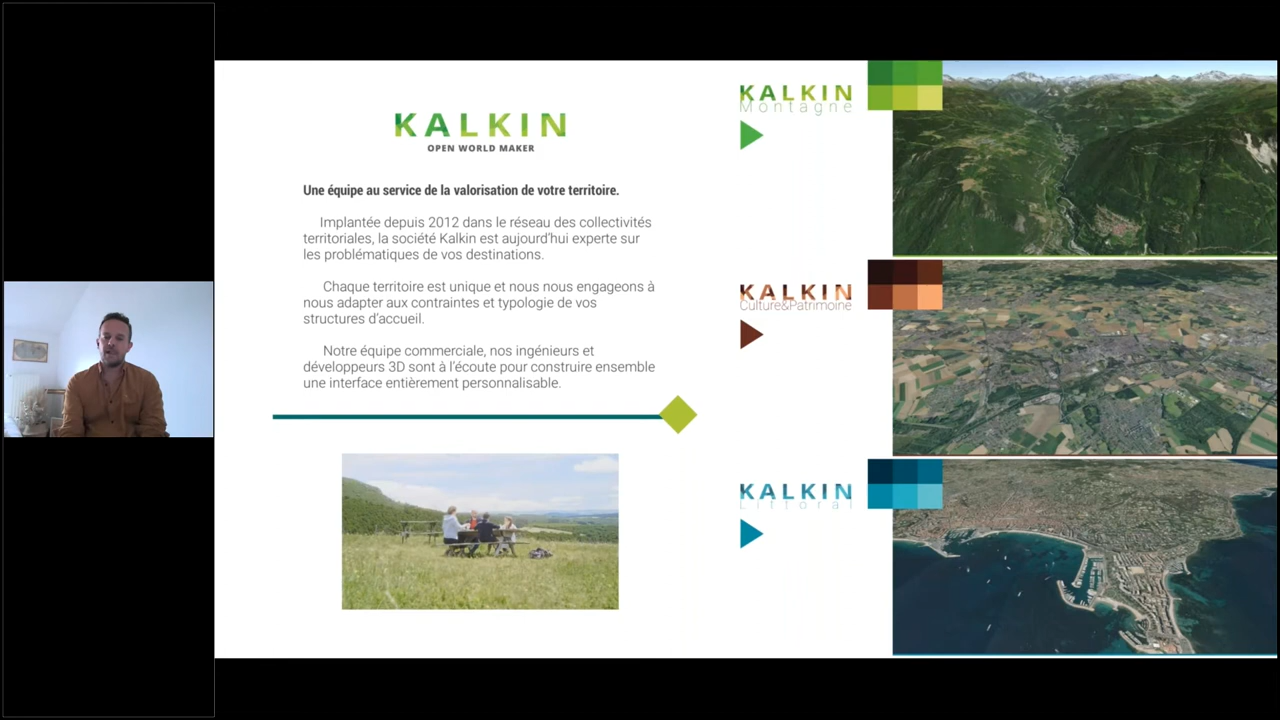 KALKIN
OPEN WORLD MAKER
Une équipe au service de la valorisation de votre territoire.
Implantée depuis 2012 dans le réseau des collectivités
territoriales, la société Kalkin est aujourd'hui experte sur
les problématiques de vos destinations.
Chaque territoire est unique et nous nous engageons à
nous adapter aux contraintes et typologie de vos
structures d'accueil.
Notre équipe commerciale, nos ingénieurs et
développeurs 3D sont à l'écoute pour construire ensemble
une interface entièrement personnalisable.
KALKIN
Montagne
KALKIN
Culture&Patrimoine
KALKIN
Littoral